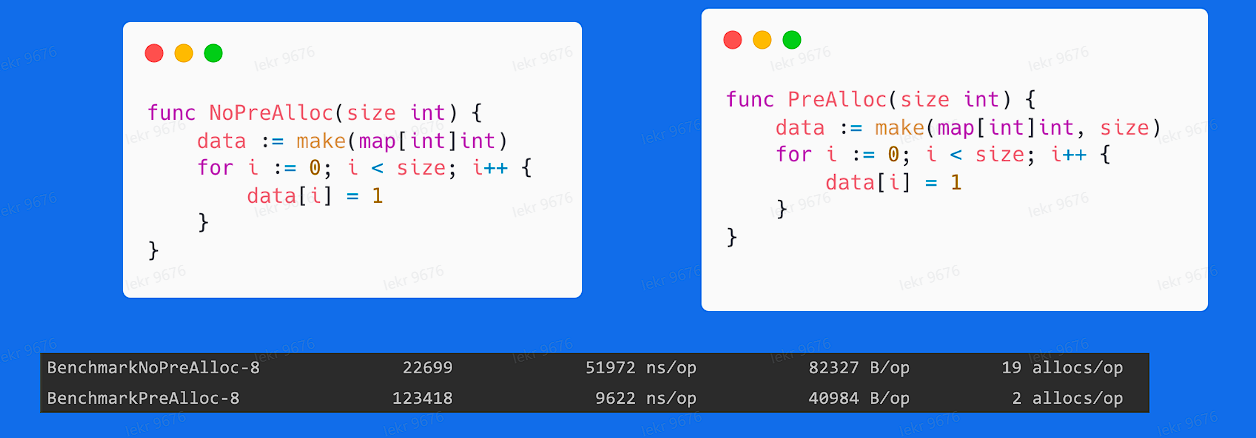 func NoPreAlloc(size int) {
    data := make(map[int]int)
    for i := 0; i < size; i++ {
        data[i] = 1
    }
}
func PreAlloc(size int) {
    data := make(map[int]int, size)
    for i := 0; i < size; i++ {
        data[i] = 1
    }
}
BenchmarkNoPreAlloc-8 22699 51972 ns/op 82327 B/op 19 allocs/op
BenchmarkPreAlloc-8 123418 9622 ns/op 40984 B/op 2 allocs/op
lekr 9676